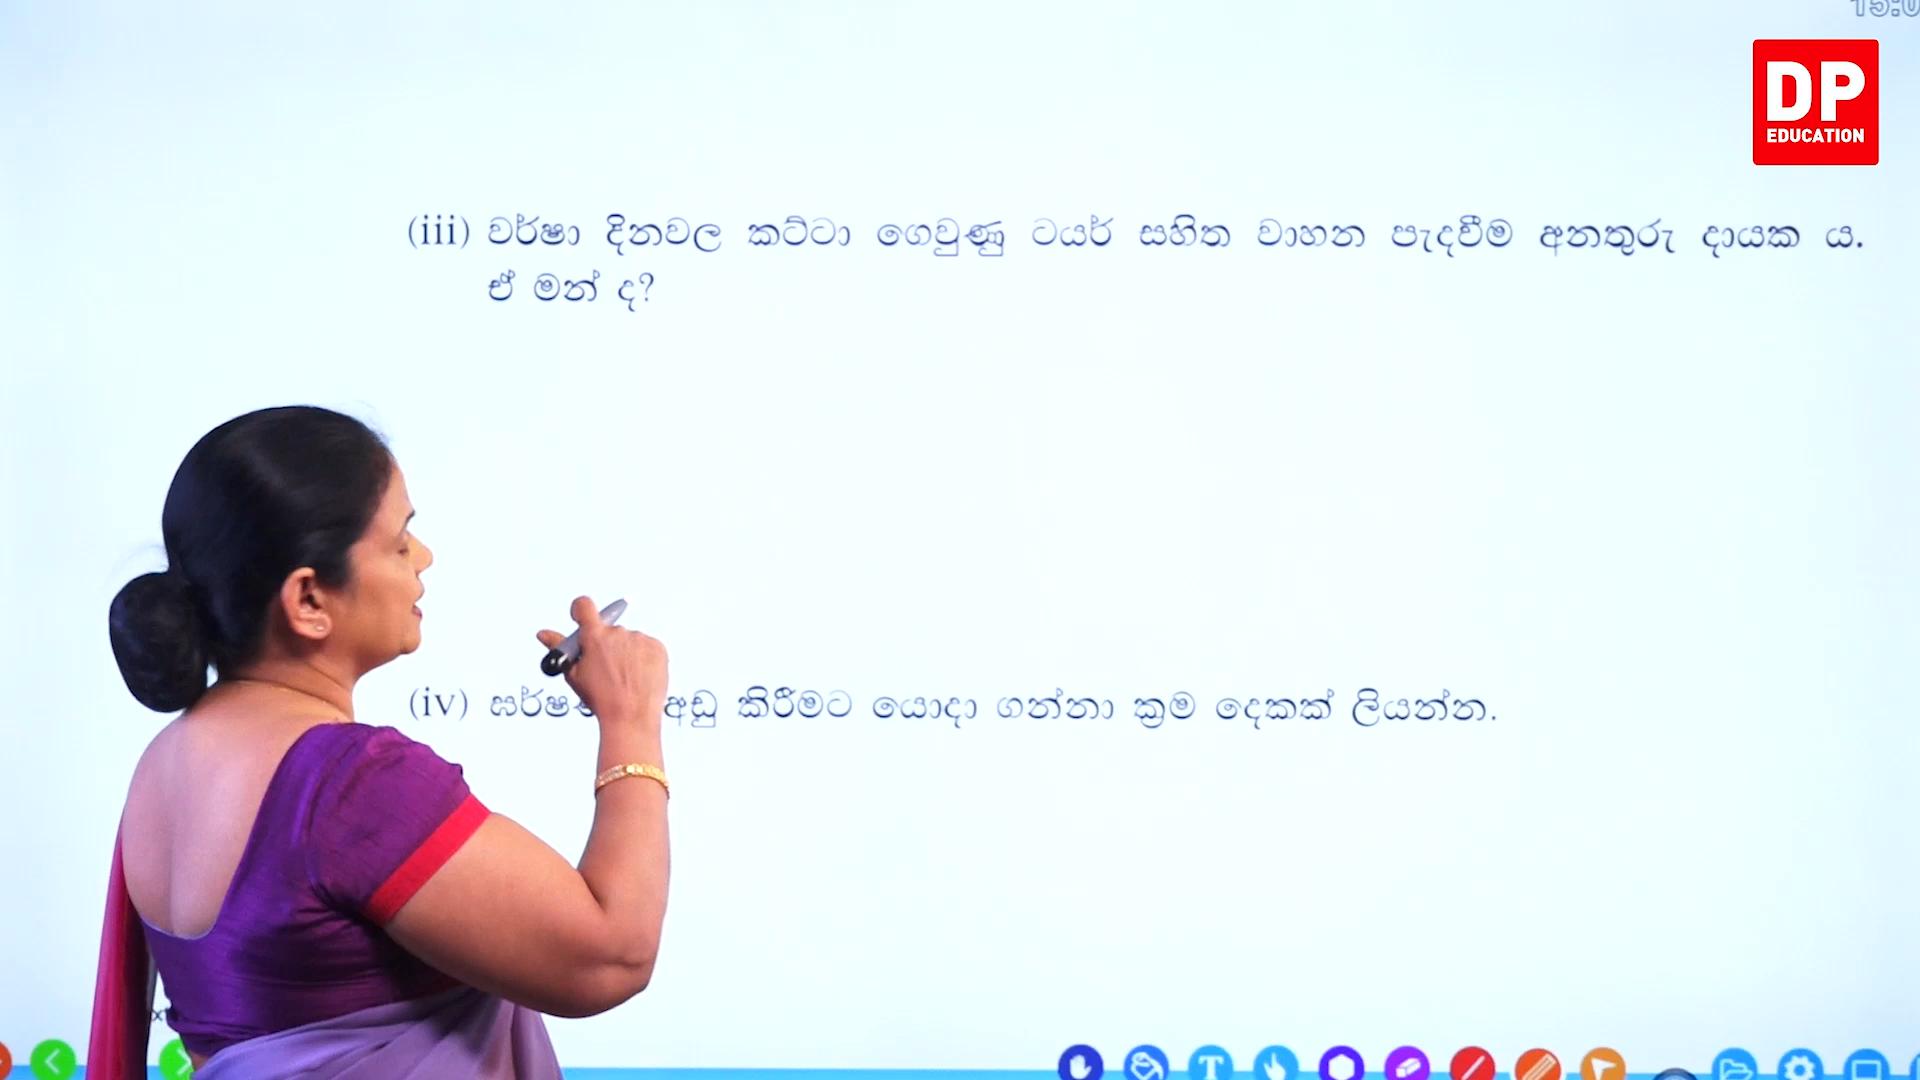 DP
EDUCATION
(iii) වර්ෂා දිනවල කට්ටා ගෙවුණු ටයර් සහිත වාහන පැදවීම අනතුරු දායක ය.
ඒ මන් ද?
(iv) අඩු කිරීමට යොදා ගන්නා ක්‍රම දෙකක් ලියන්න.